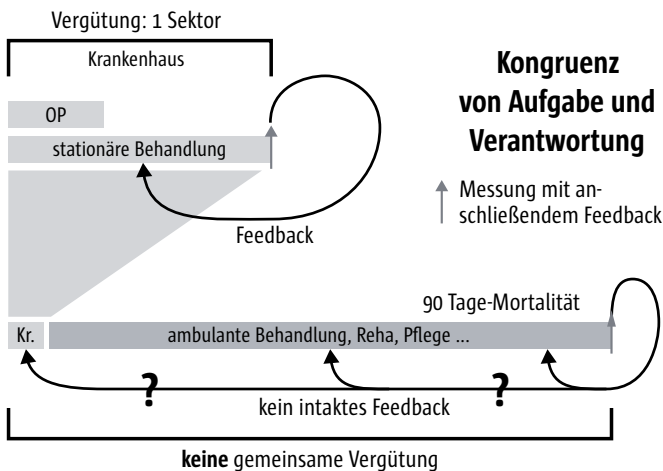 Vergütung: 1 Sektor
Krankenhaus
OP
stationäre Behandlung
Feedback
Kongruenz
von Aufgabe und
Verantwortung
Messung mit an-
schließendem Feedback
90 Tage-Mortalität
Kr.
ambulante Behandlung, Reha, Pflege ...
? ?
kein intaktes Feedback
keine gemeinsame Vergütung